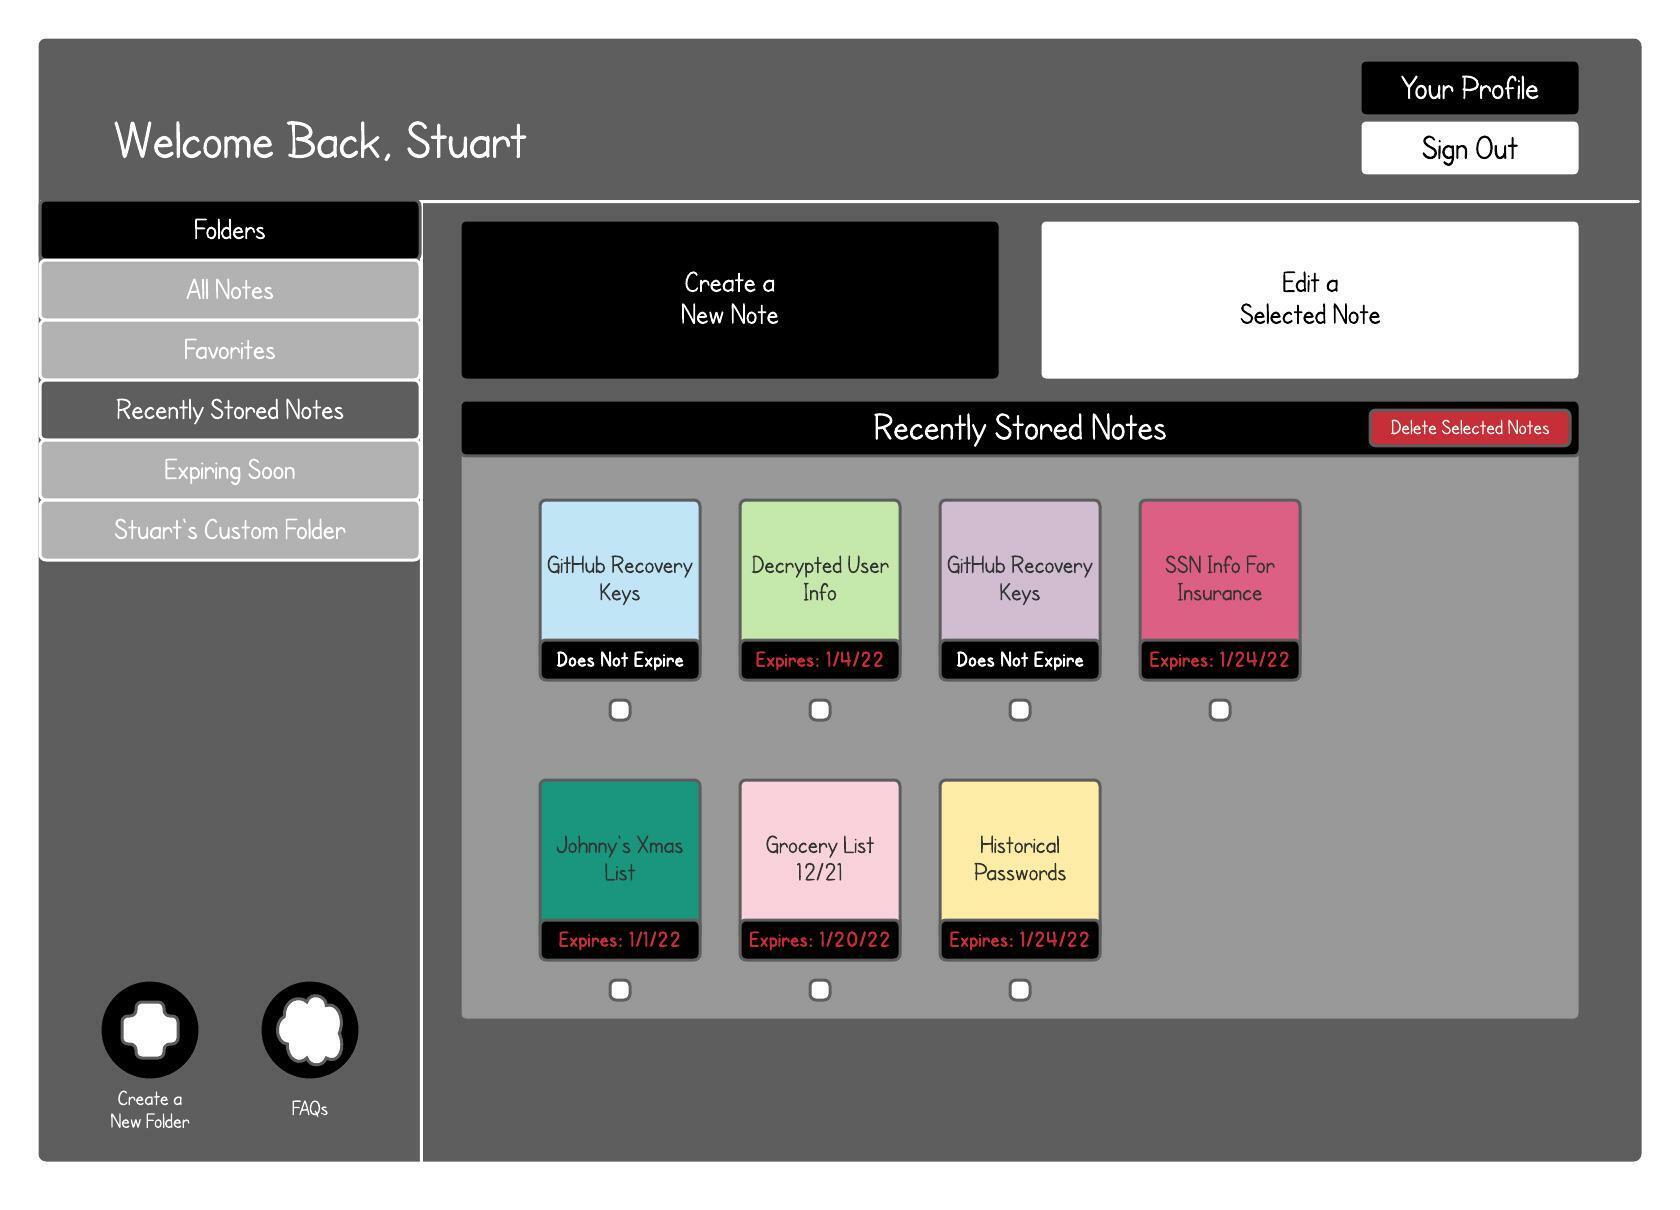 Your Profile
Welcome Back, Stuart
Sign Out
Folders
All Notes
Favorites
Recently Stored Notes
Expiring Soon
Stuart's Custom Folder
Create a
New Folder
FAQs
Create a
New Note
Edit a
Selected Note
Recently Stored Notes
Delete Selected Notes
GitHub Recovery
Keys
Does Not Expire
Decrypted User
Info
Expires: 1/4/22
GitHub Recovery
Keys
Does Not Expire
SSN Info For
Insurance
Expires: 1/24/22
Johnny's Xmas
List
Expires: 1/1/22
Grocery List
12/21
Expires: 1/20/22
Historical
Passwords
Expires: 1/24/22